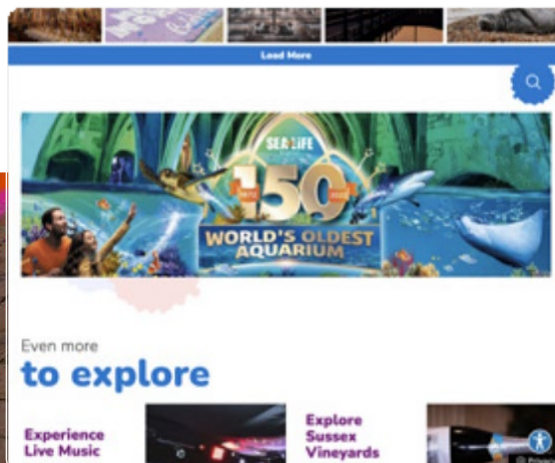 Load More
SEA LIFE
150
WORLD'S OLDEST
AQUARIUM
Even more
to explore
Experience
Live Music
Explore
Sussex
Vineyards